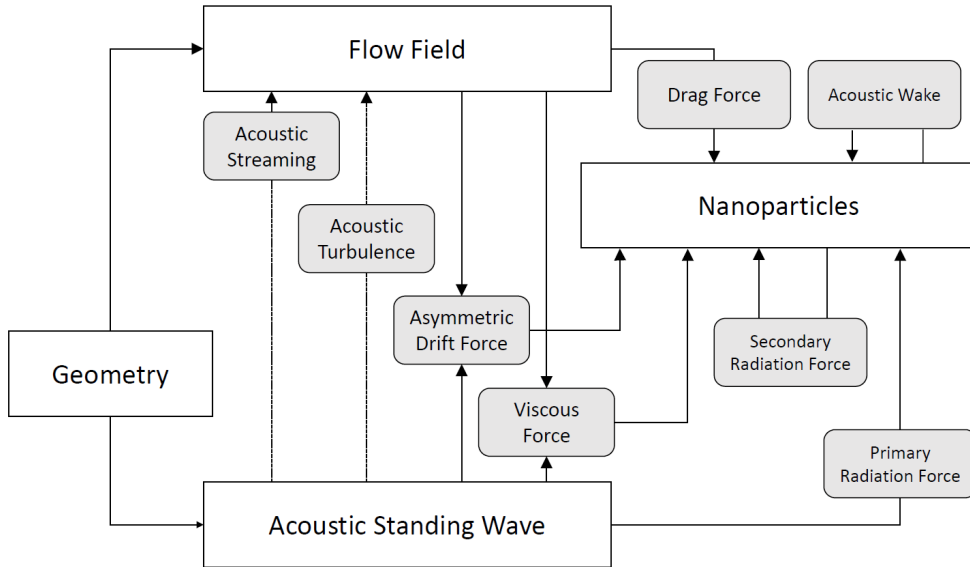 Flow Field
Drag Force
Acoustic Wake
Acoustic
Streaming
Nanoparticles
Acoustic
Turbulence
Asymmetric
Drift Force
Secondary
Radiation Force
Geometry
Viscous
Force
Primary
Radiation Force
Acoustic Standing Wave